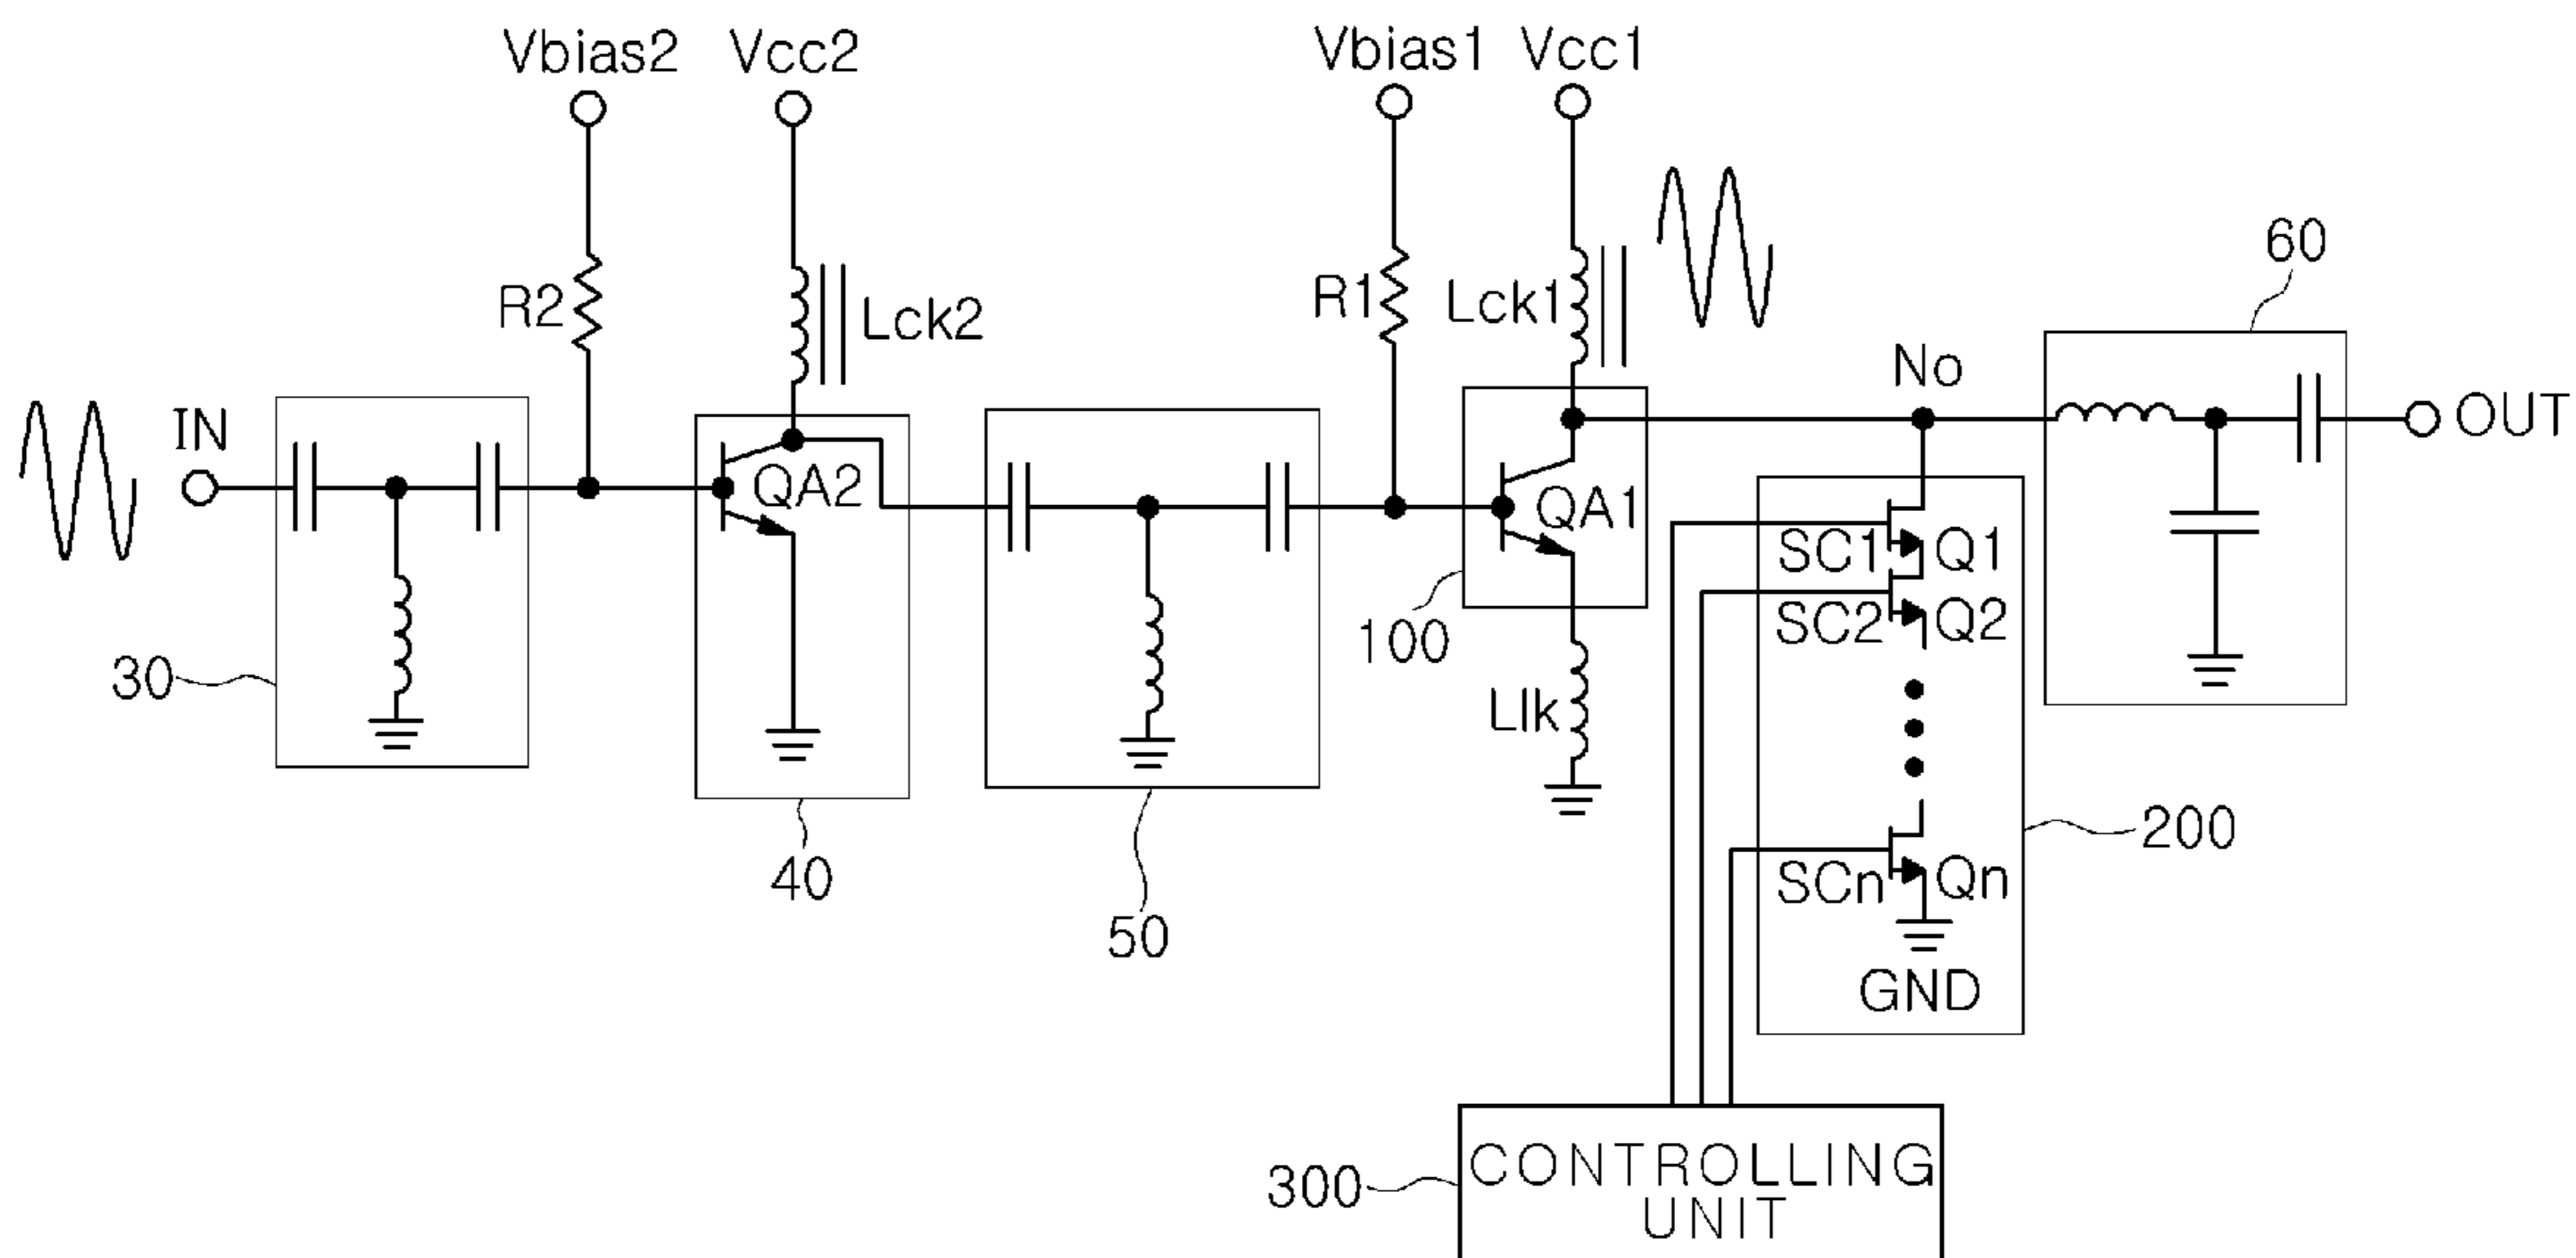 Vbias2 Vcc2 Vbias1 Vcc1
R2 Lck2 R1 Lck1 60
IN No OUT
QA2 QA1
SC1 Q1
SC2 Q2
30 100 Llk
SCn Qn 200
40 50
GND
300 CONTROLLING
UNIT